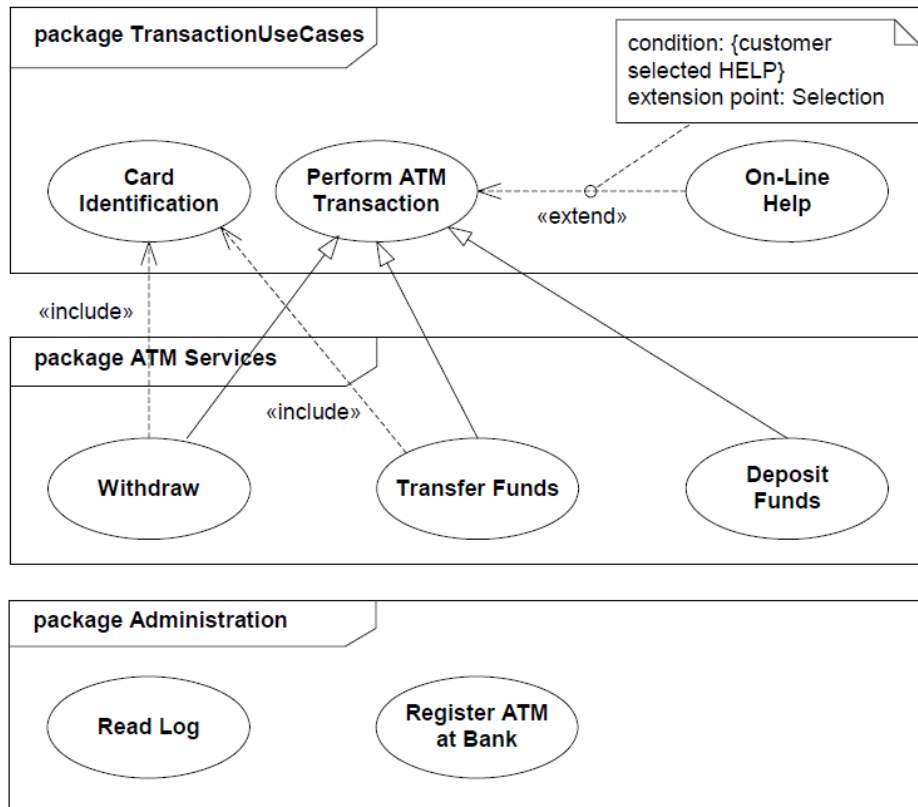 package TransactionUseCases
condition: {customer
selected HELP}
extension point: Selection
Card
Identification
Perform ATM
Transaction
On-Line
Help
«extend»
«include»
package ATM Services
«include»
Withdraw
Transfer Funds
Deposit
Funds
package Administration
Read Log
Register ATM
at Bank